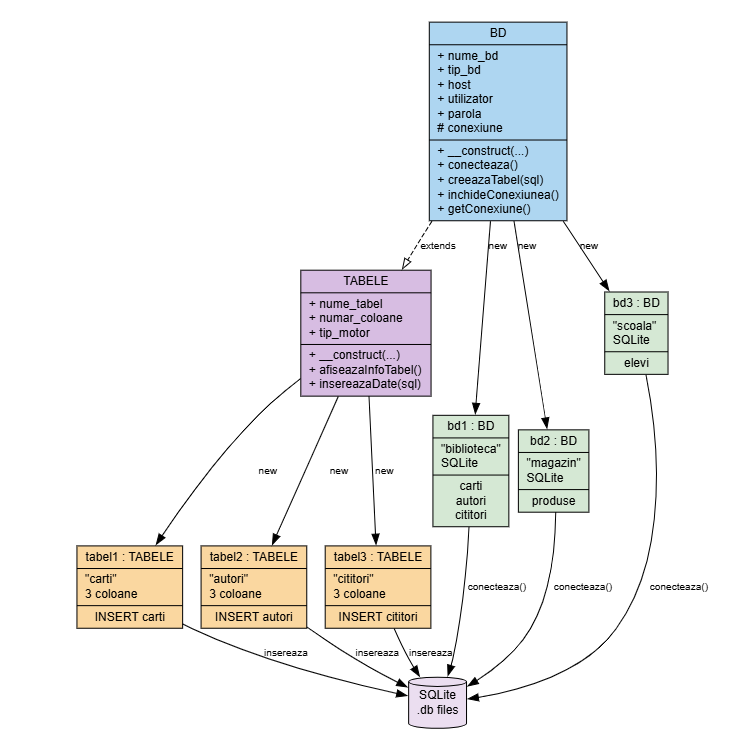 BD
+ nume_bd
+ tip_bd
+ host
+ utilizator
+ parola
# conexiune
+ __construct(...)
+ conecteaza()
+ creeazaTabel(sql)
+ inchideConexiunea()
+ getConexiune()
extends
new
new
new
TABELE
+ nume_tabel
+ numar_coloane
+ tip_motor
+ __construct(...)
+ afiseazaInfoTabel()
+ insereazaDate(sql)
bd3 : BD
"scoala"
SQLite
elevi
bd1 : BD
"biblioteca"
SQLite
carti
autori
cititori
bd2 : BD
"magazin"
SQLite
produse
new
new
new
tabel1 : TABELE
"carti"
3 coloane
INSERT carti
tabel2 : TABELE
"autori"
3 coloane
INSERT autori
tabel3 : TABELE
"cititori"
3 coloane
INSERT cititori
conecteaza()
conecteaza()
conecteaza()
insereaza
insereaza
insereaza
SQLite
.db files